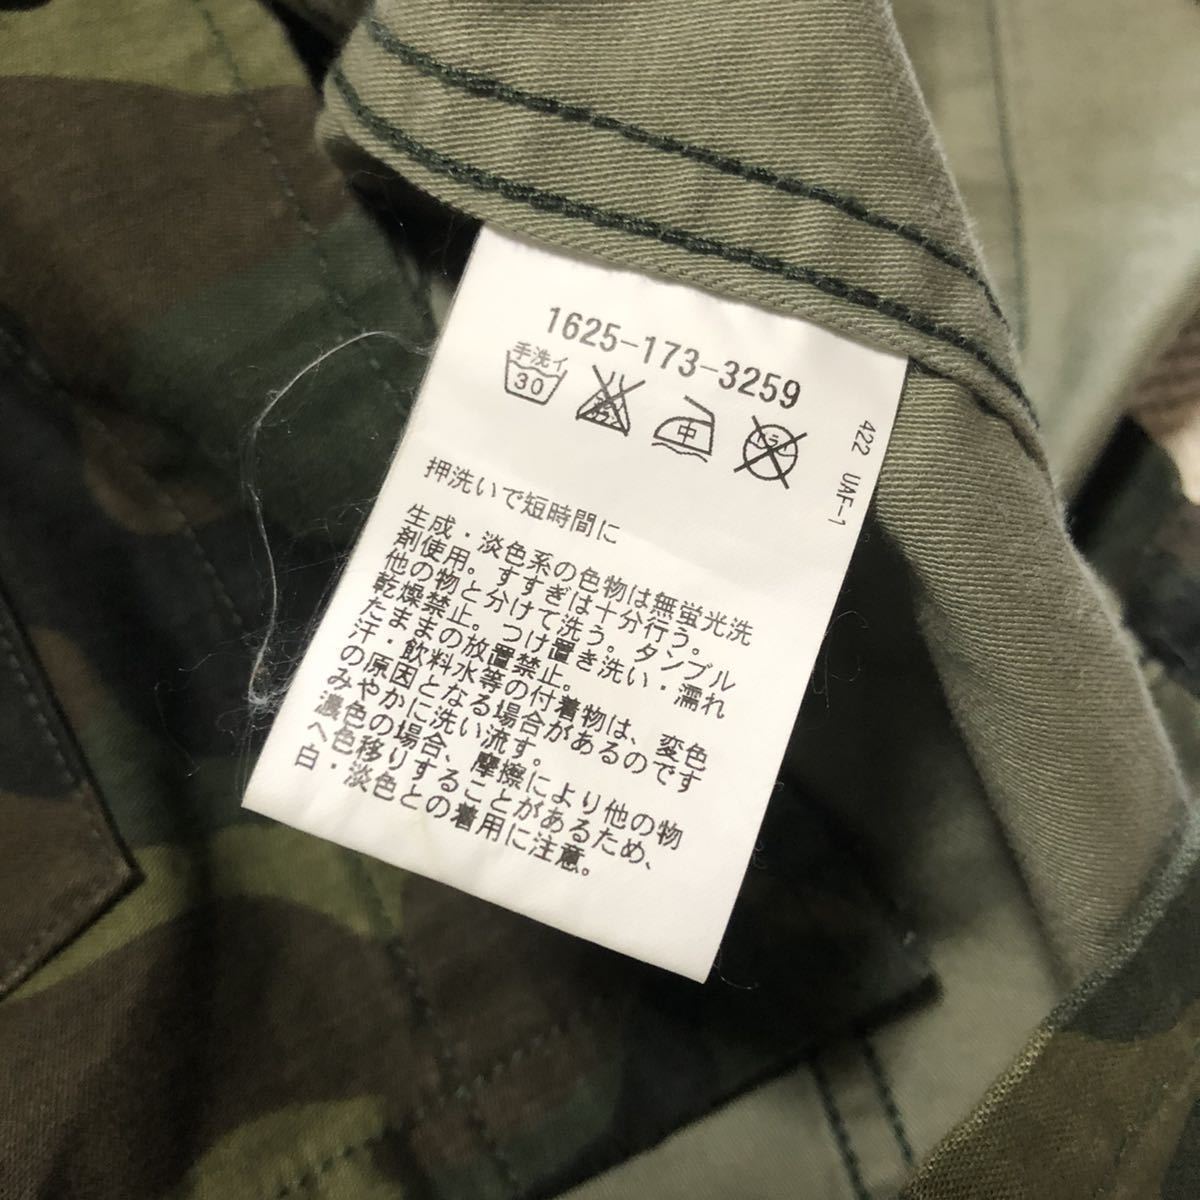 1625-173-3259
手洗イ
30
中
422 UAF-1
押洗いで短時間に
生成・淡色系の色物は無蛍光洗
剤使用。すすぎは十分行う。
他の物と分けて洗う。タンブル
乾燥禁止。つけ置き洗い・濡れ
たままの放置禁止。
汗・飲料水等の付着物は、変色
の原因となる場合があるのです
みやかに洗い流す。
濃色の場合、摩擦により他の物
へ色移りすることがあるため、
白・淡色との着用に注意。